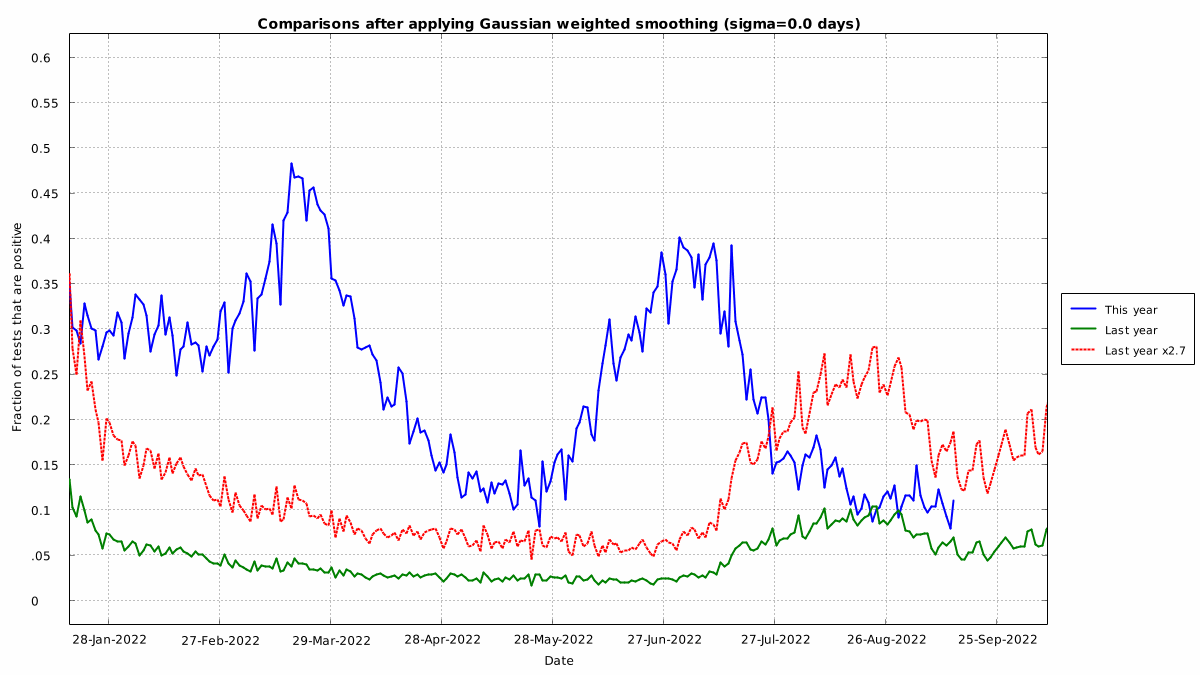 Comparisons after applying Gaussian weighted smoothing (sigma=0.0 days)
0.6
0.55
0.5
0.45
0.4
0.35
0.3
0.25
0.2
0.15
0.1
.05
0
Fraction of tests that are positive
28-Jan-2022 27-Feb-2022 29-Mar-2022 28-Apr-2022 28-May-2022 27-Jun-2022 27-Jul-2022 26-Aug-2022 25-Sep-2022
Date
This year
Last year
Last year x2.7